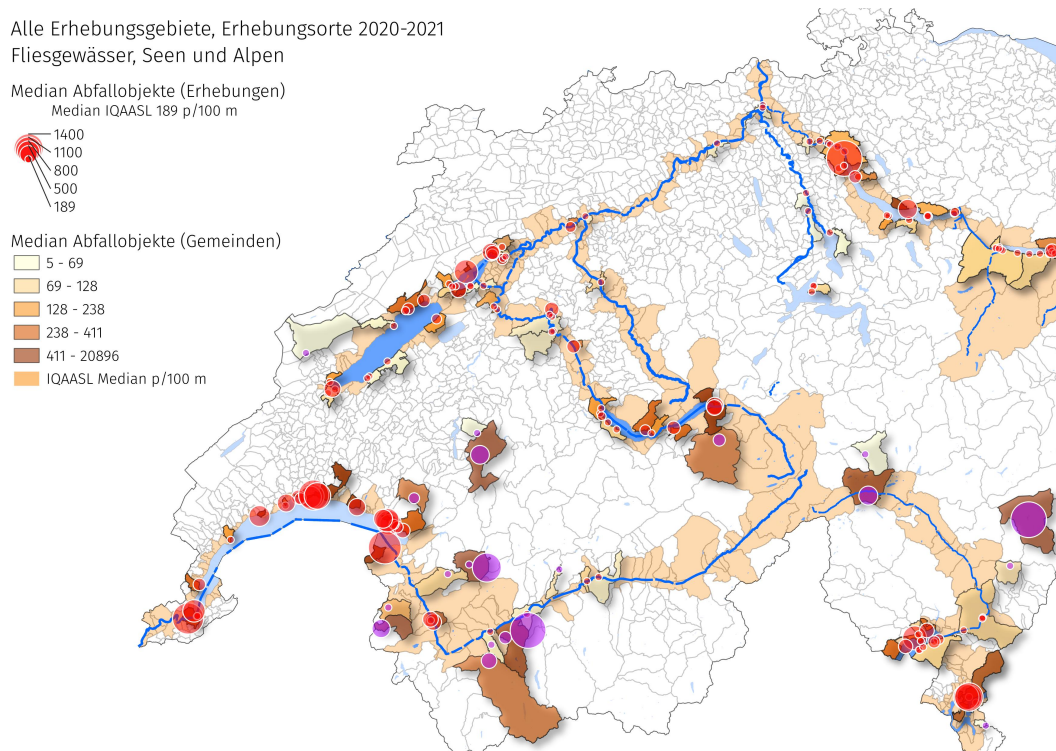 Alle Erhebungsgebiete, Erhebungsorte 2020-2021
Fliesgewässer, Seen und Alpen
Median Abfallobjekte (Erhebungen)
Median IQAASL 189 p/100 m
1400
1100
800
500
189
Median Abfallobjekte (Gemeinden)
5 - 69
69 - 128
128 - 238
238 - 411
411 - 20896
IQAASL Median p/100 m